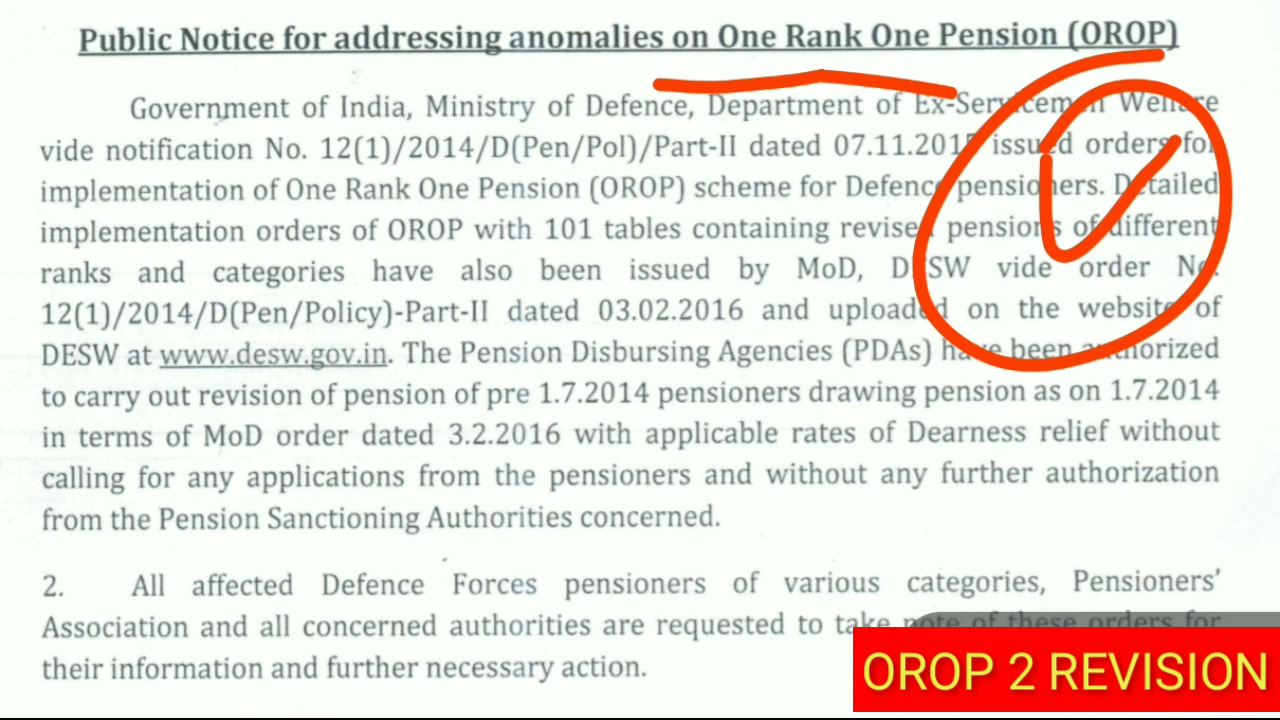 Public Notice for addressing anomalies on One Rank One Pension (OROP)
Government of India, Ministry of Defence, Department of Ex-Servicemen Welfare
vide notification No. 12(1)/2014/D(Pen/Pol)/Part-II dated 07.11.2015 issued orders for
implementation of One Rank One Pension (OROP) scheme for Defence pensioners. Detailed
implementation orders of OROP with 101 tables containing revised pensions of different
ranks and categories have also been issued by MoD, DESW vide order No.
12(1)/2014/D(Pen/Policy)-Part-II dated 03.02.2016 and uploaded on the website of
DESW at www.desw.gov.in. The Pension Disbursing Agencies (PDAs) have been authorized
to carry out revision of pension of pre 1.7.2014 pensioners drawing pension as on 1.7.2014
in terms of MoD order dated 3.2.2016 with applicable rates of Dearness relief without
calling for any applications from the pensioners and without any further authorization
from the Pension Sanctioning Authorities concerned.
2. All affected Defence Forces pensioners of various categories, Pensioners'
Association and all concerned authorities are requested to take note of these orders for
their information and further necessary action.
OROP 2 REVISION